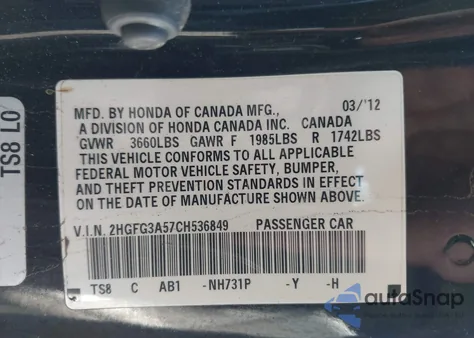 MFD. BY HONDA OF CANADA MFG., 03/'12
A DIVISION OF HONDA CANADA INC. CANADA
GVWR 3660LBS GAWR F 1985LBS R 1742LBS
THIS VEHICLE CONFORMS TO ALL APPLICABLE
FEDERAL MOTOR VEHICLE SAFETY, BUMPER,
AND THEFT PREVENTION STANDARDS IN EFFECT
ON THE DATE OF MANUFACTURE SHOWN ABOVE.
V.I.N. 2HGFG3A57CH536849 PASSENGER CAR
TS8 C AB1 -NH731P -Y -H
TS8 LO
autoSnap